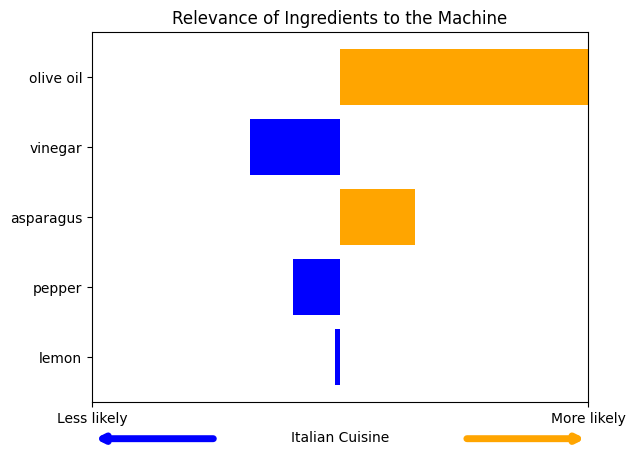 Relevance of Ingredients to the Machine
olive oil
vinegar
asparagus
pepper
lemon
Less likely
More likely
Italian Cuisine